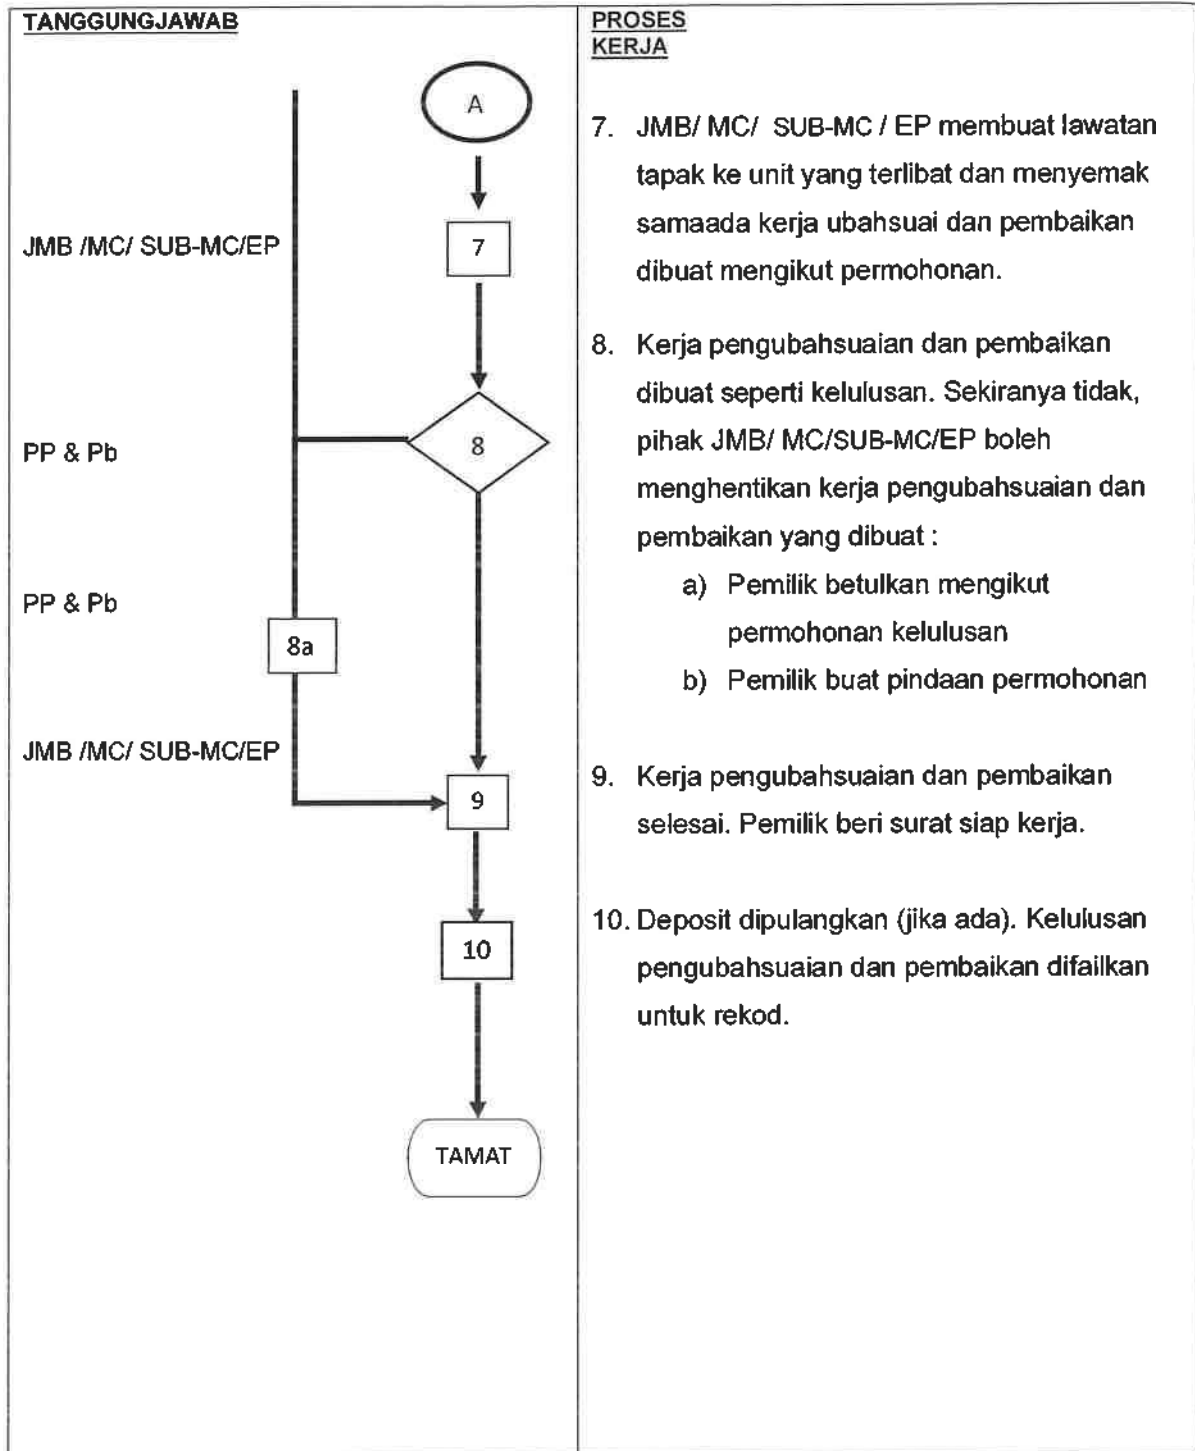 TANGGUNGJAWAB
A
7
JMB /MC/ SUB-MC/EP
8
PP & Pb
PP & Pb
8a
JMB /MC/ SUB-MC/EP
9
10
TAMAT
PROSES
KERJA
7. JMB/ MC/ SUB-MC / EP membuat lawatan
tapak ke unit yang terlibat dan menyemak
samaada kerja ubahsuai dan pembaikan
dibuat mengikut permohonan.
8. Kerja pengubahsuaian dan pembaikan
dibuat seperti kelulusan. Sekiranya tidak,
pihak JMB/ MC/SUB-MC/EP boleh
menghentikan kerja pengubahsuaian dan
pembaikan yang dibuat :
a) Pemilik betulkan mengikut
permohonan kelulusan
b) Pemilik buat pindaan permohonan
9. Kerja pengubahsuaian dan pembaikan
selesai. Pemilik beri surat siap kerja.
10. Deposit dipulangkan (jika ada). Kelulusan
pengubahsuaian dan pembaikan difailkan
untuk rekod.